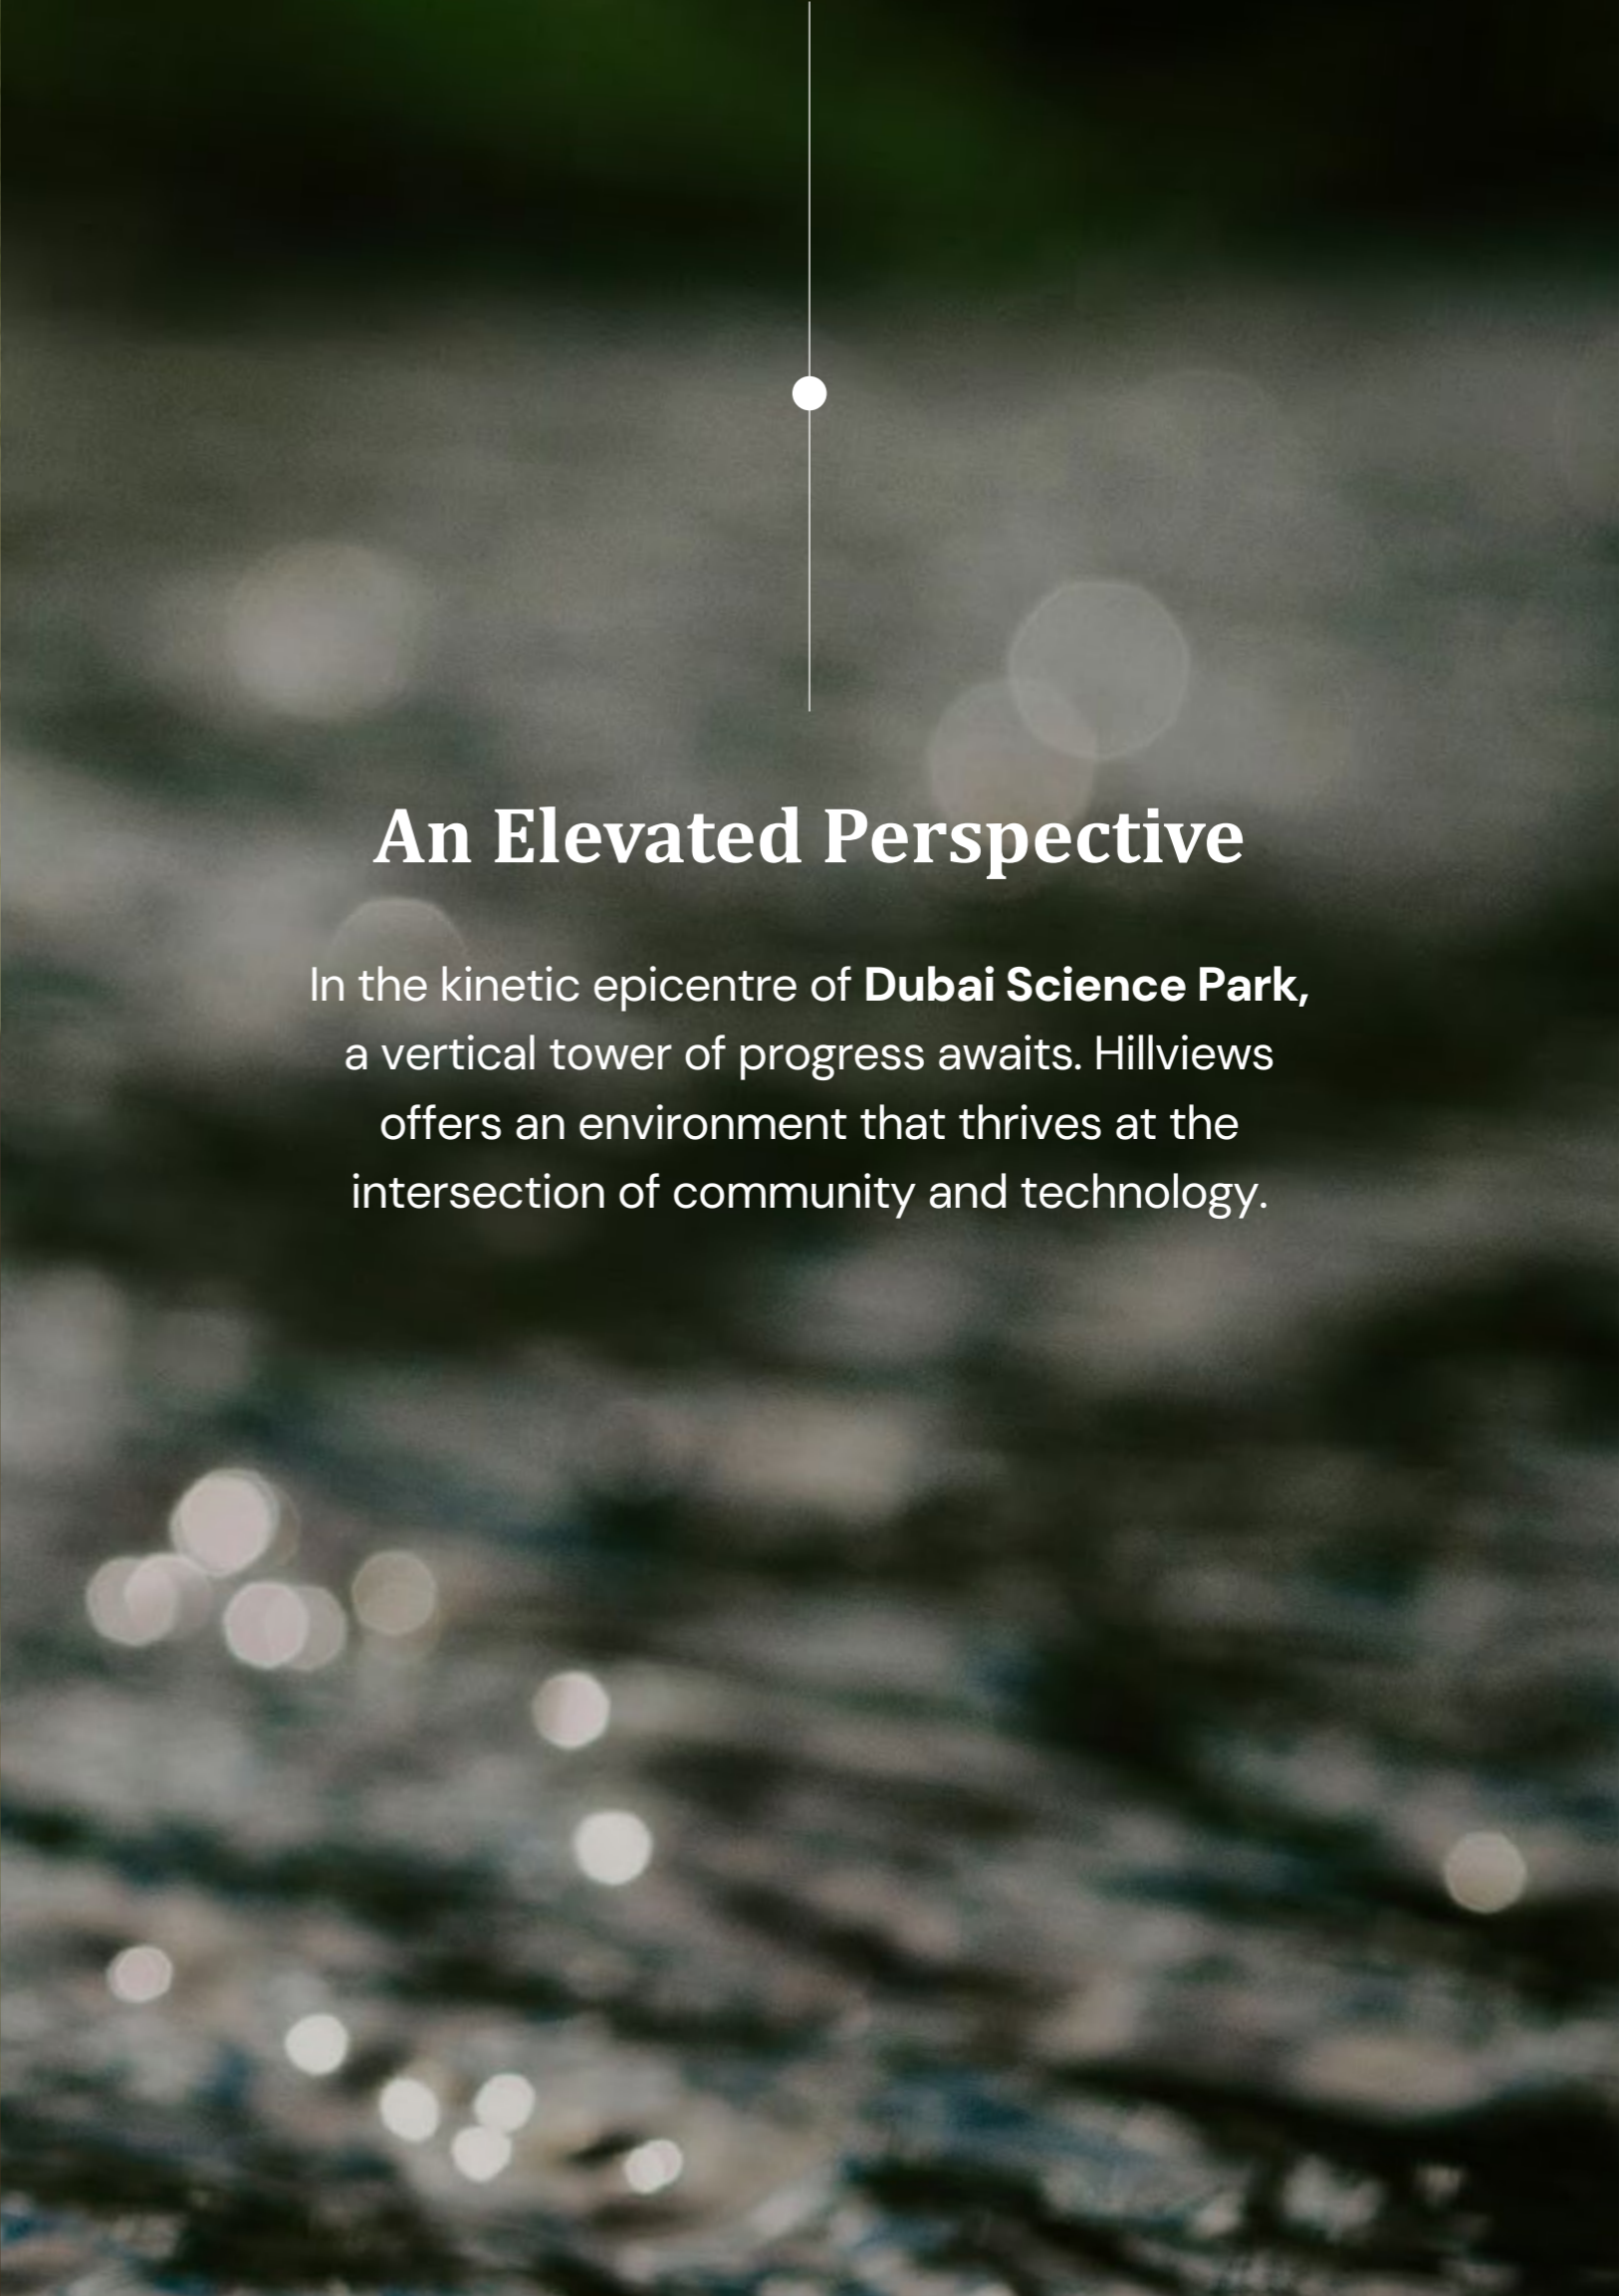 An Elevated Perspective
In the kinetic epicentre of Dubai Science Park,
a vertical tower of progress awaits. Hillviews
offers an environment that thrives at the
intersection of community and technology.